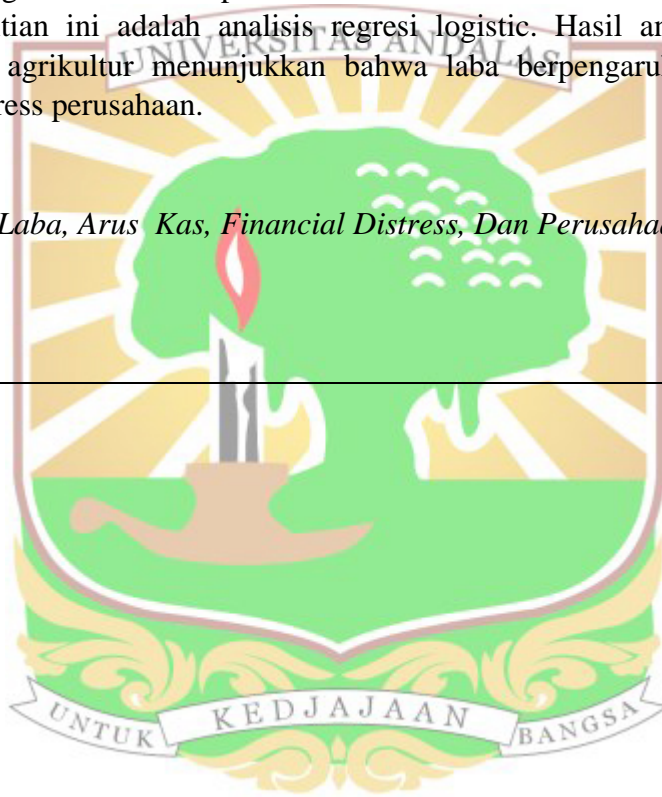 tian ini adalah analisis regresi logistic. Hasil an
UNIVERSITAS ANDALAS
agrikultur menunjukkan bahwa laba berpengaruh
ress perusahaan.
Laba, Arus Kas, Financial Distress, Dan Perusahaa
UNTUK KEDJAJAAN BANGSA